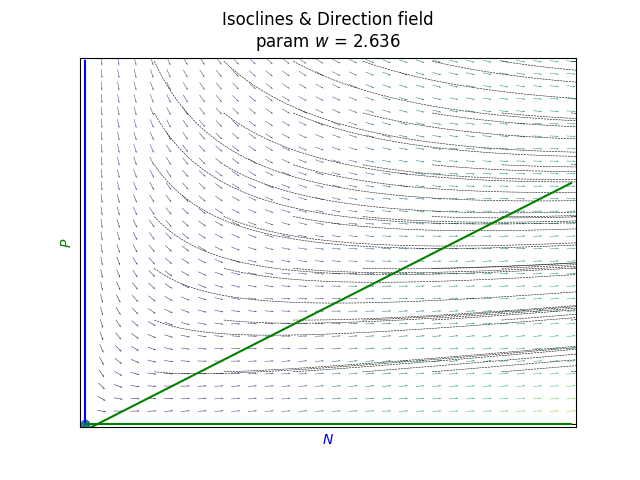 Isoclines & Direction field
param w = 2.636
P
N